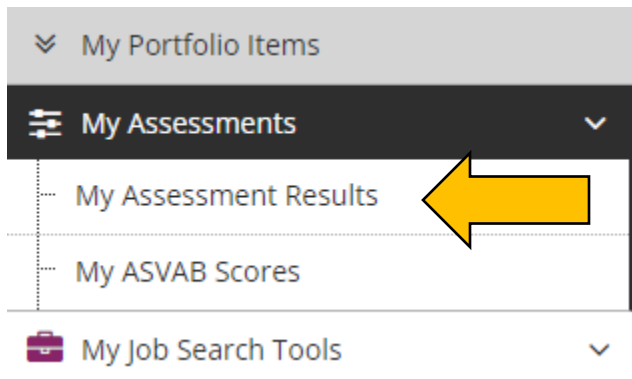 My Portfolio Items
My Assessments
My Assessment Results
My ASVAB Scores
My Job Search Tools